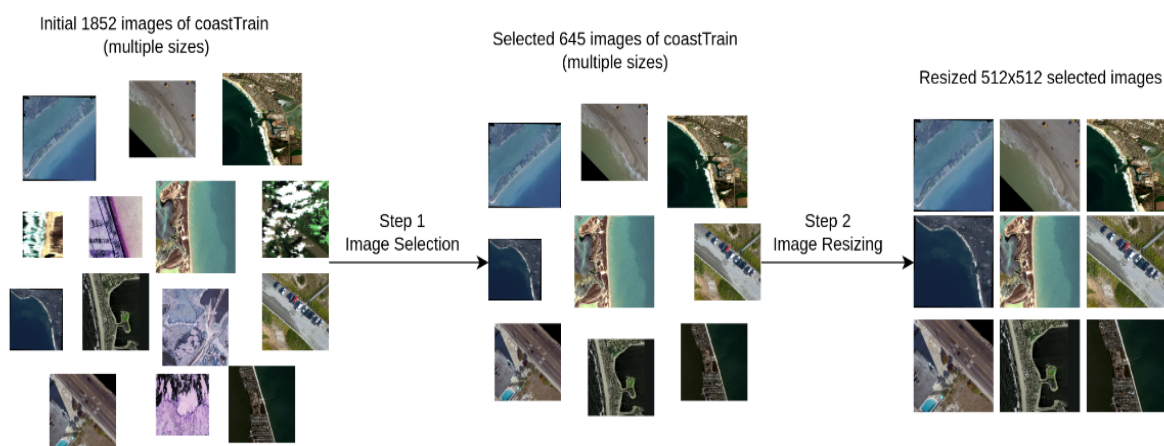 Initial 1852 images of coastTrain
(multiple sizes)
Step 1
Image Selection
Selected 645 images of coastTrain
(multiple sizes)
Step 2
Image Resizing
Resized 512x512 selected images